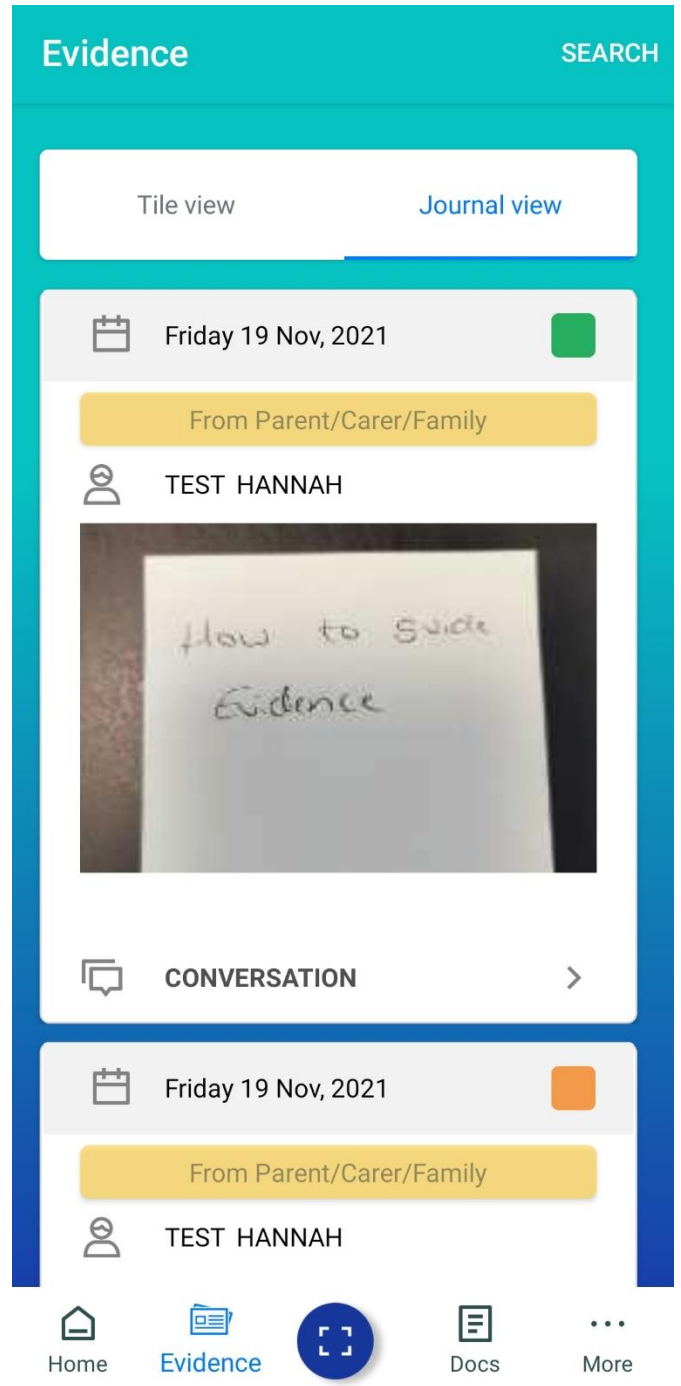 Evidence
SEARCH
Tile view
Journal view
Friday 19 Nov, 2021
From Parent/Carer/Family
TEST HANNAH
How to Guide
Evidence
CONVERSATION
Friday 19 Nov, 2021
From Parent/Carer/Family
TEST HANNAH
Home
Evidence
Docs
More